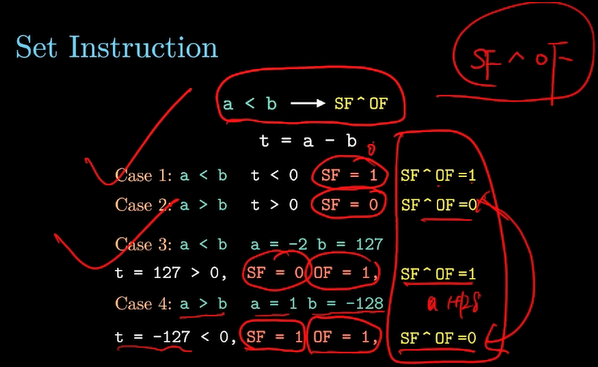 Set Instruction
SF ^ OF
a < b ⟶ SF^OF
t = a - b
0
Case 1: a < b t < 0 SF = 1 SF^OF=1
Case 2: a > b t > 0 SF = 0 SF^OF=0
Case 3: a < b a = -2 b = 127
t = 127 > 0, SF = 0 OF = 1, SF^OF=1
Case 4: a > b a = 1 b = -128
t = -127 < 0, SF = 1 OF = 1, SF^OF=0